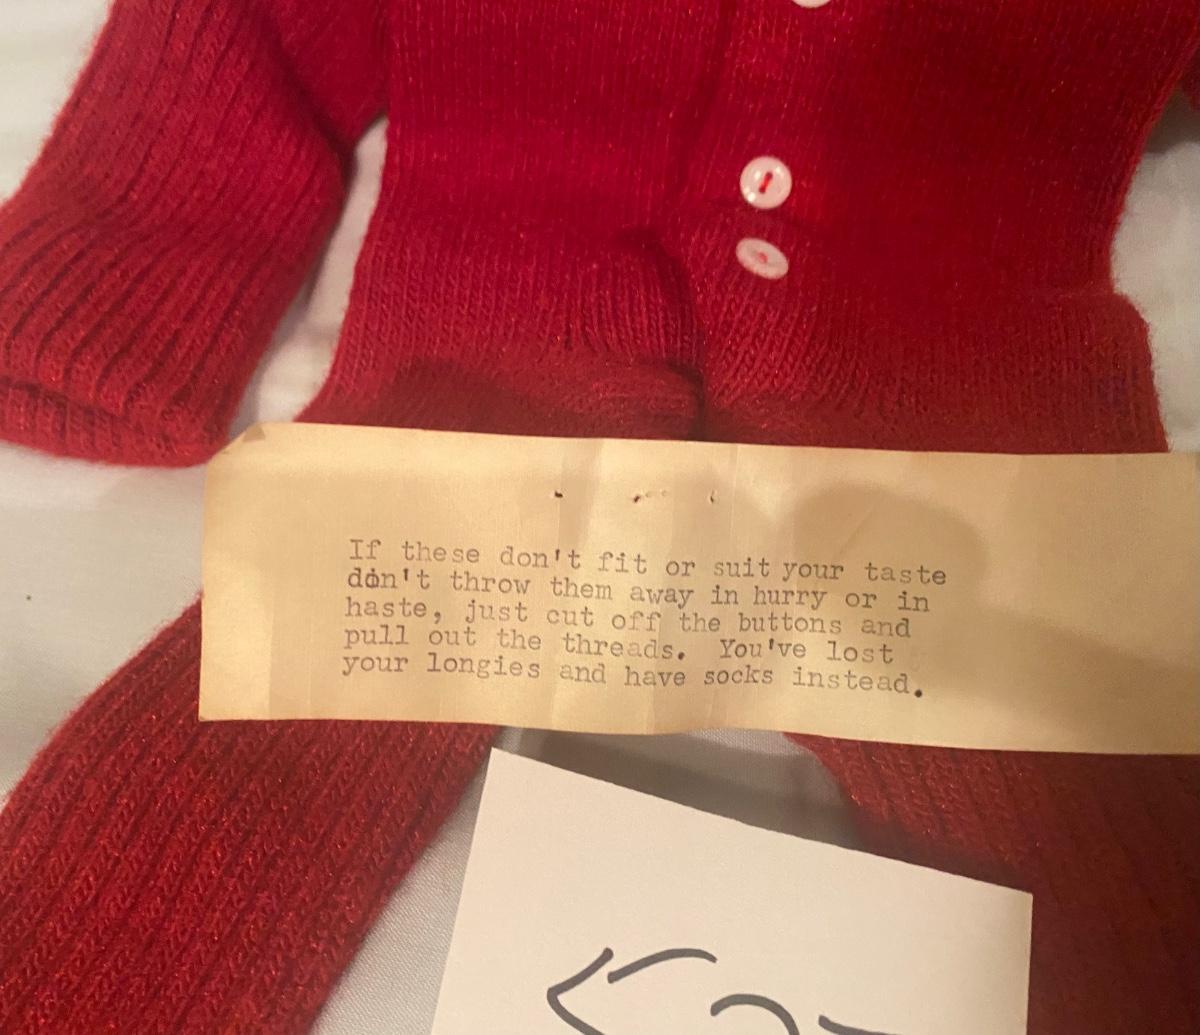 If these don't fit or suit your taste
don't throw them away in hurry or in
haste, just cut off the buttons and
pull out the threads. You've lost
your longies and have socks instead.